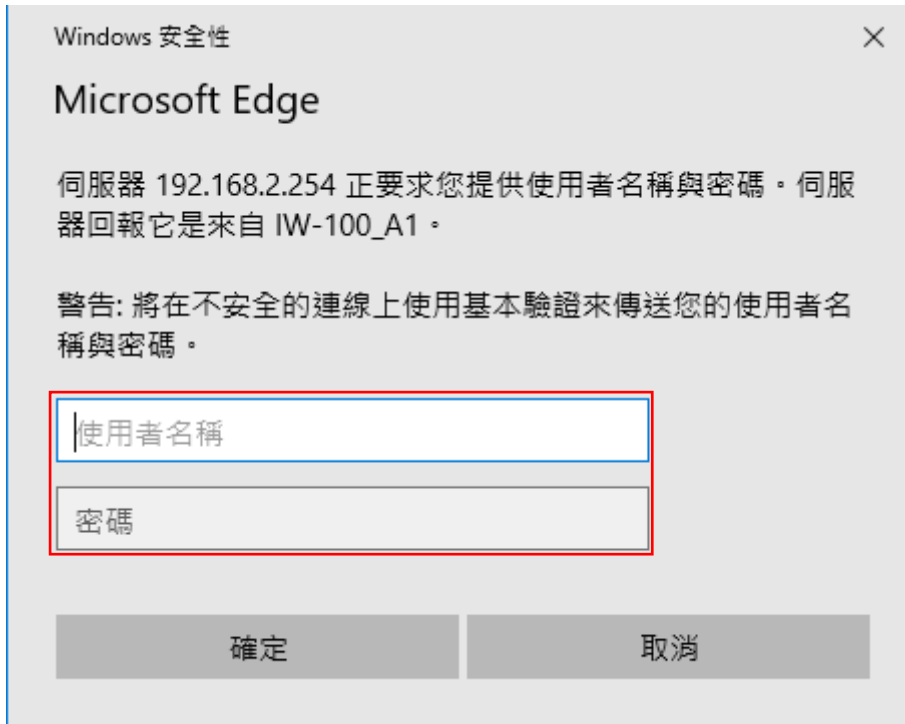 Windows 安全性
Microsoft Edge
伺服器 192.168.2.254 正要求您提供使用者名稱與密碼。伺服
器回報它是來自 IW-100_A1。
警告: 將在不安全的連線上使用基本驗證來傳送您的使用者名
稱與密碼。
使用者名稱
密碼
確定
取消